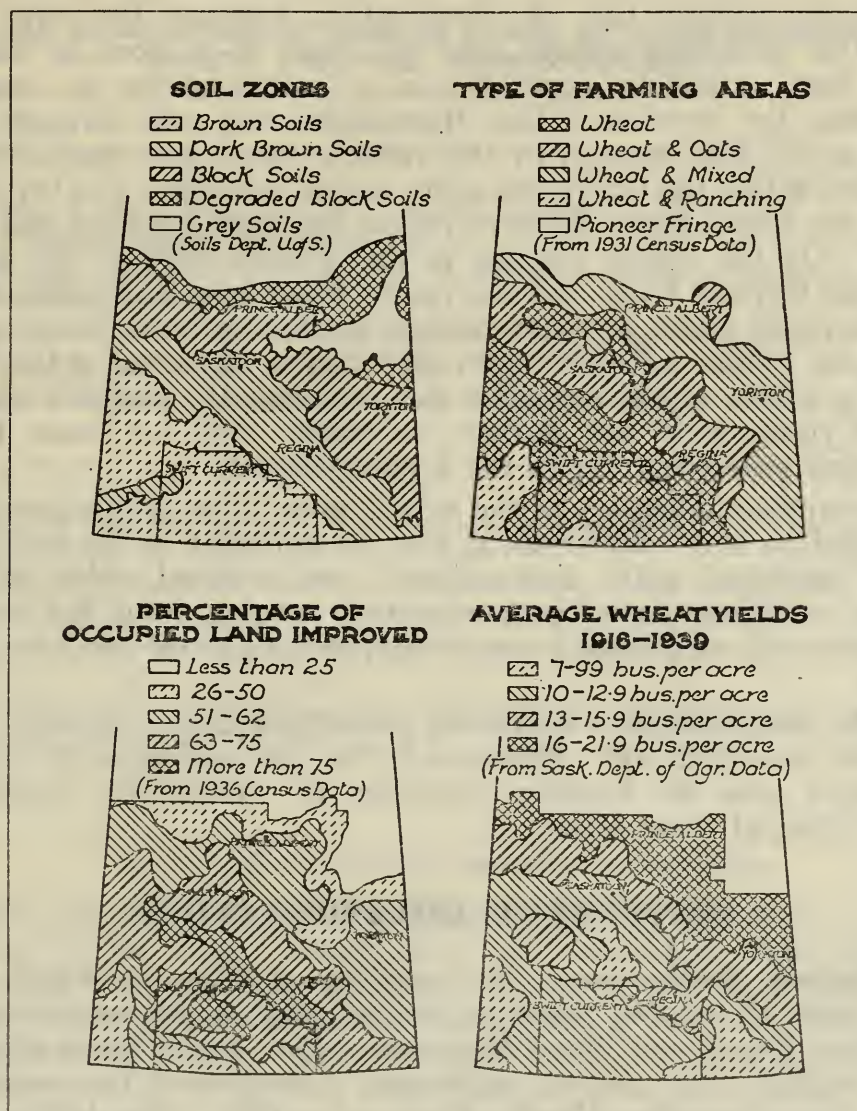 SOIL ZONES
Brown Soils
Dark Brown Soils
Black Soils
Degraded Black Soils
Grey Soils
(Soils Dept. U.of S.)
PRINCE ALBERT
SASKATOON
YORKTON
REGINA
SWIFT CURRENT
TYPE OF FARMING AREAS
Wheat
Wheat & Oats
Wheat & Mixed
Wheat & Ranching
Pioneer Fringe
(From 1931 Census Data)
PRINCE ALBERT
SASKATOON
YORKTON
REGINA
SWIFT CURRENT
PERCENTAGE OF
OCCUPIED LAND IMPROVED
Less than 25
26-50
51-62
63-75
More than 75
(From 1936 Census Data)
PRINCE ALBERT
SWIFT CURRENT
AVERAGE WHEAT YIELDS
1916-1939
7-9.9 bus. per acre
10-12.9 bus. per acre
13-15.9 bus. per acre
16-21.9 bus. per acre
(From Sask. Dept. of Agr. Data)
PRINCE ALBERT
SASKATOON
YORKTON
REGINA
SWIFT CURRENT